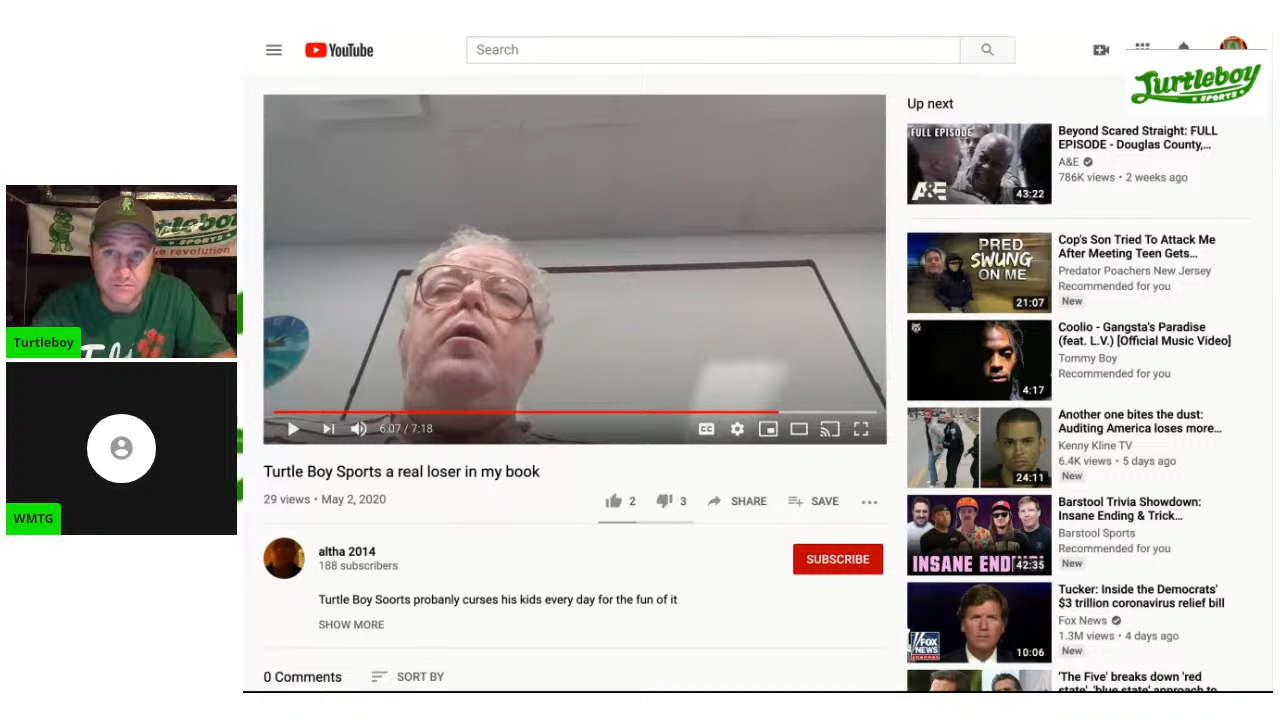 YouTube
Search
Turtleboy
SPORTS
Up next
FULL EPISODE
A&E
43:22
Beyond Scared Straight: FULL
EPISODE - Douglas County,...
A&E
786K views • 2 weeks ago
PRED
SWUNG
ON ME
21:07
Cop's Son Tried To Attack Me
After Meeting Teen Gets...
Predator Poachers New Jersey
Recommended for you
New
4:17
Coolio - Gangsta's Paradise
(feat. L.V.) [Official Music Video]
Tommy Boy
Recommended for you
24:11
Another one bites the dust:
Auditing America loses more...
Kenny Kline TV
6.4K views • 5 days ago
New
INSANE ENDING!
42:35
Barstool Trivia Showdown:
Insane Ending & Trick...
Barstool Sports
Recommended for you
New
FOX
NEWS
10:06
Tucker: Inside the Democrats'
$3 trillion coronavirus relief bill
Fox News
1.3M views • 4 days ago
New
'The Five' breaks down 'red
state', 'blue state' approach to
turtleboy
SPORTS
revolution
Turtleboy
WMTG
6:07 / 7:18
CC
Turtle Boy Sports a real loser in my book
29 views • May 2, 2020
2
3
SHARE
SAVE
altha 2014
188 subscribers
SUBSCRIBE
Turtle Boy Soorts probanly curses his kids every day for the fun of it
SHOW MORE
0 Comments
SORT BY